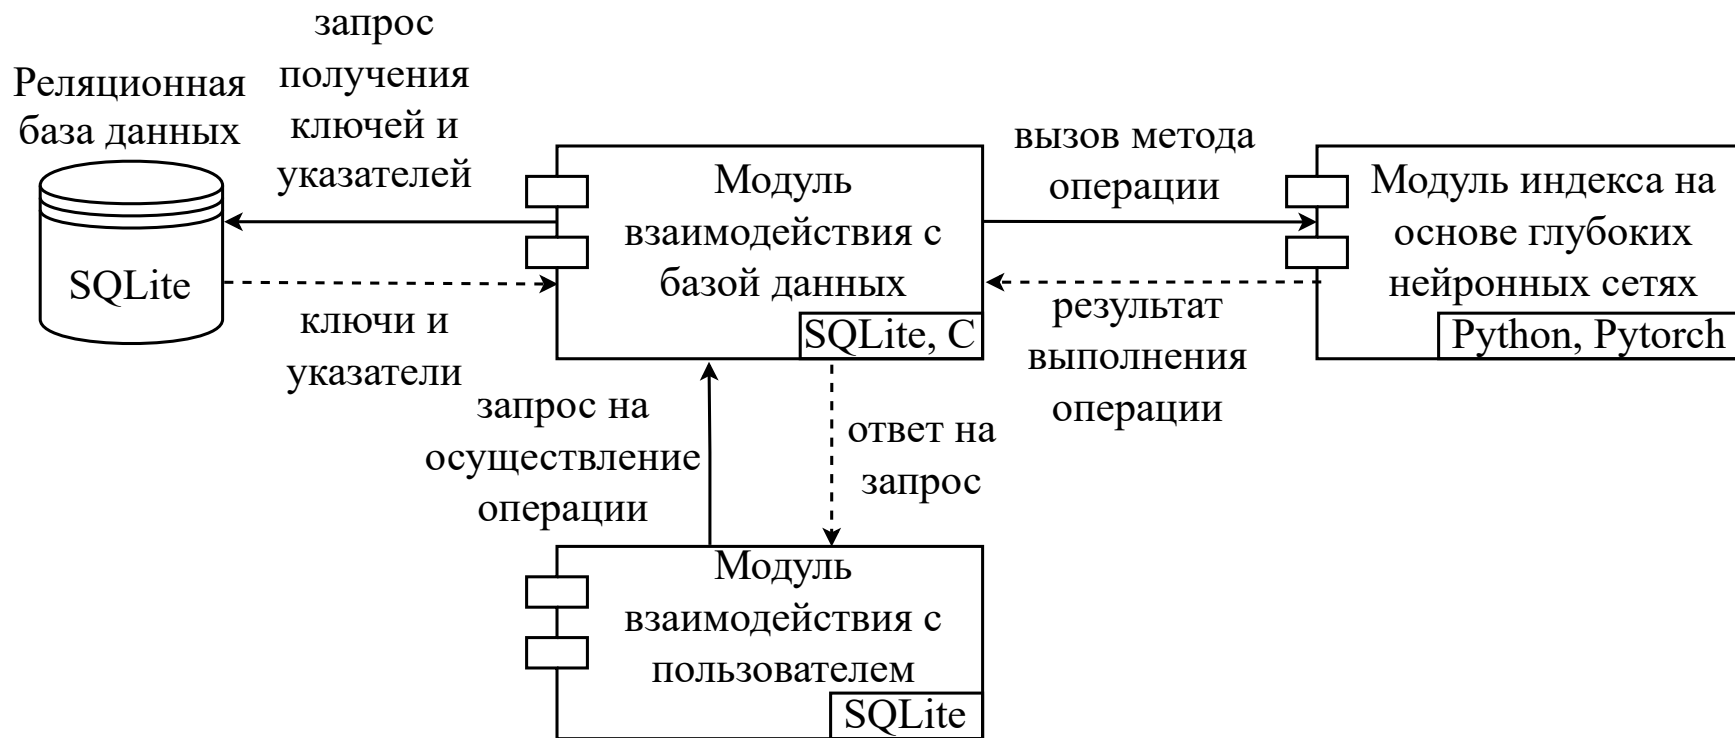 запрос
получения
ключей и
указателей
Реляционная
база данных
SQLite
ключи и
указатели
Модуль
взаимодействия с
базой данных
SQLite, C
вызов метода
операции
результат
выполнения
операции
Модуль индекса на
основе глубоких
нейронных сетях
Python, Pytorch
запрос на
осуществление
операции
ответ на
запрос
Модуль
взаимодействия с
пользователем
SQLite